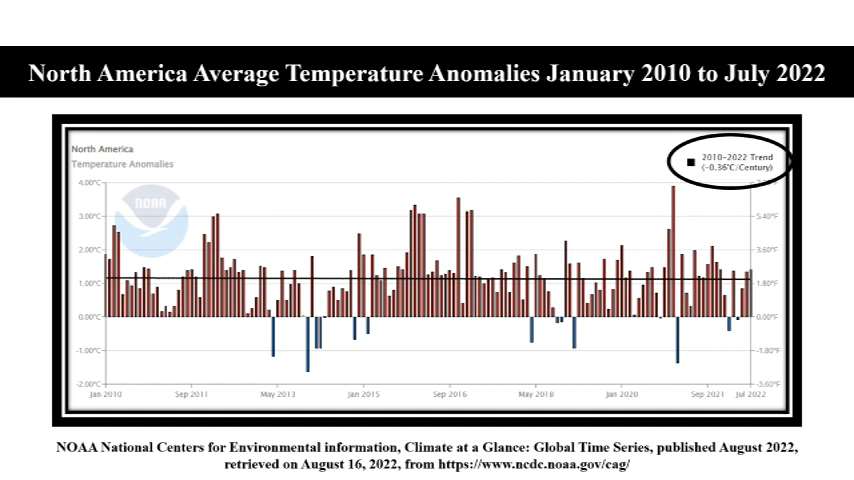 North America Average Temperature Anomalies January 2010 to July 2022
North America
Temperature Anomalies
2010-2022 Trend
(-0.36°C/Century)
NOAA
4.00°C
3.00°C 5.40°F
2.00°C 3.60°F
1.00°C 1.80°F
0.00°C 0.00°F
-1.00°C -1.80°F
-2.00°C -3.60°F
Jan 2010 Sep 2011 May 2013 Jan 2015 Sep 2016 May 2018 Jan 2020 Sep 2021 Jul 2022
NOAA National Centers for Environmental information, Climate at a Glance: Global Time Series, published August 2022,
retrieved on August 16, 2022, from https://www.ncdc.noaa.gov/cag/